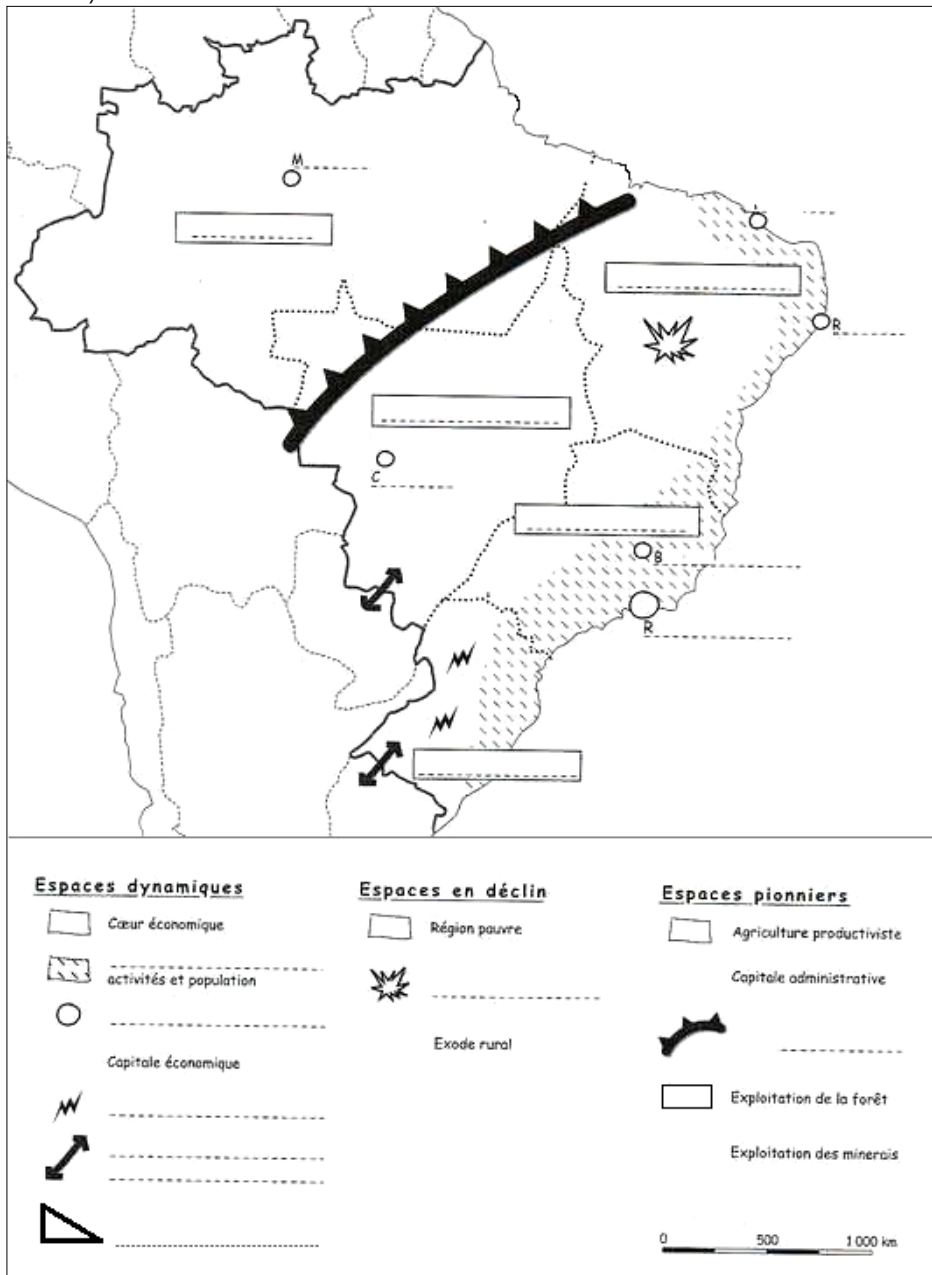 M
R
C
B
R
Espaces dynamiques
Cœur économique
activités et population
Capitale économique
Espaces en déclin
Région pauvre
Exode rural
Espaces pionniers
Agriculture productiviste
Capitale administrative
Exploitation de la forêt
Exploitation des minerais
0 500 1 000 km